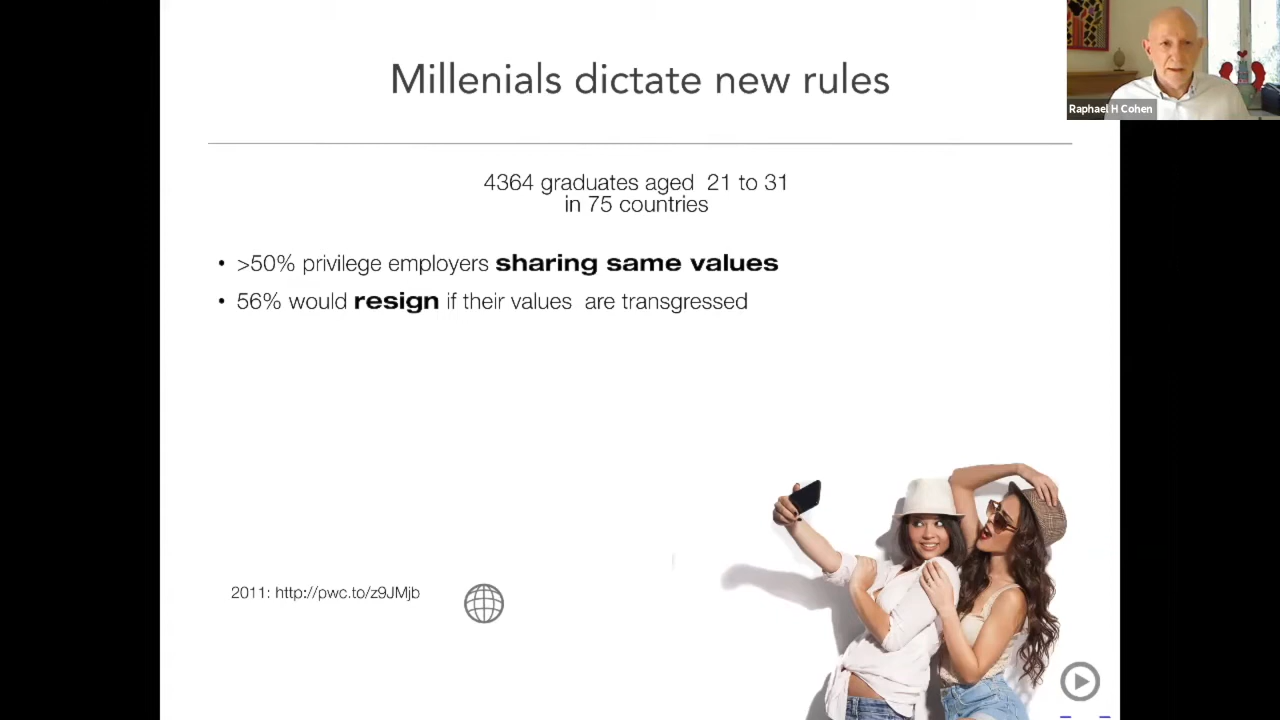 Millenials dictate new rules
Raphael H Cohen
4364 graduates aged 21 to 31
in 75 countries
• >50% privilege employers sharing same values
• 56% would resign if their values are transgressed
2011: http://pwc.to/z9JMjb